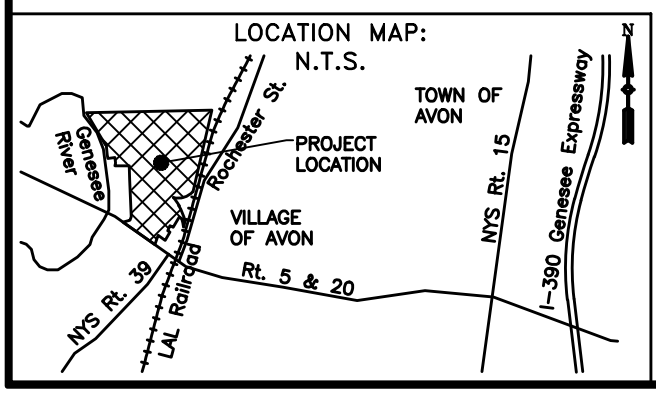 LOCATION MAP:
N.T.S.
N
Genesee
River
Rochester St.
PROJECT
LOCATION
TOWN OF
AVON
NYS Rt. 15
I-390 Genesee Expressway
VILLAGE
OF AVON
NYS Rt. 39
LAL Railroad
Rt. 5 & 20